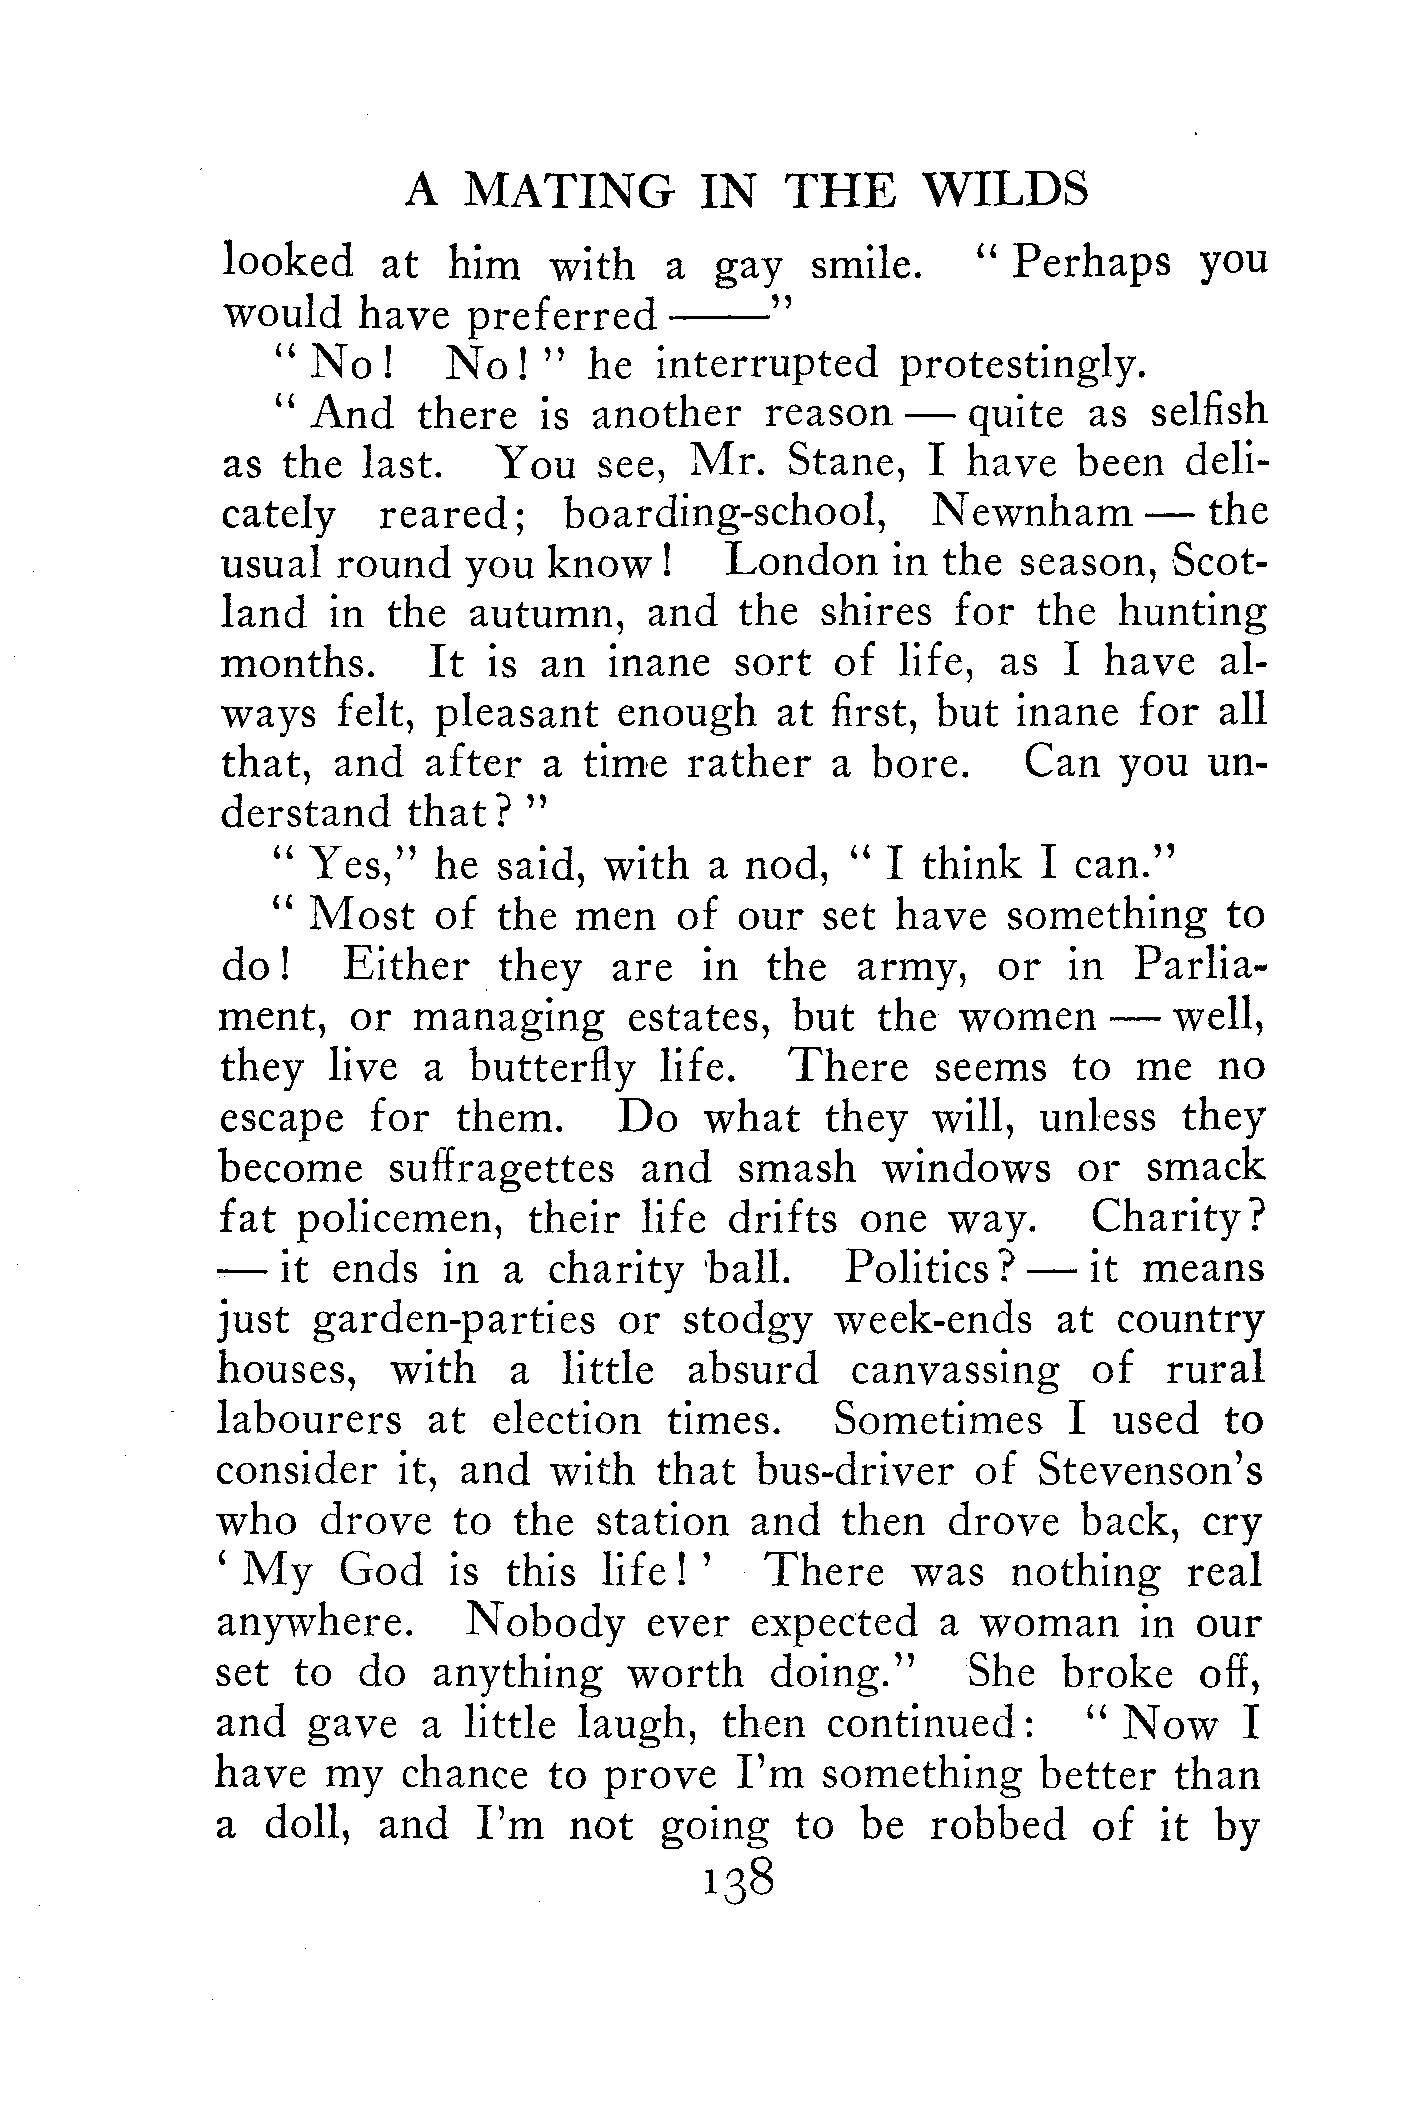 A MATING IN THE WILDS
looked at him with a gay smile. “ Perhaps you
would have preferred ——”
“ No! No! ” he interrupted protestingly.
“ And there is another reason — quite as selfish
as the last. You see, Mr. Stane, I have been deli-
cately reared; boarding-school, Newnham — the
usual round you know! London in the season, Scot-
land in the autumn, and the shires for the hunting
months. It is an inane sort of life, as I have al-
ways felt, pleasant enough at first, but inane for all
that, and after a time rather a bore. Can you un-
derstand that? ”
“ Yes,” he said, with a nod, “ I think I can.”
“ Most of the men of our set have something to
do! Either they are in the army, or in Parlia-
ment, or managing estates, but the women — well,
they live a butterfly life. There seems to me no
escape for them. Do what they will, unless they
become suffragettes and smash windows or smack
fat policemen, their life drifts one way. Charity?
— it ends in a charity ball. Politics? — it means
just garden-parties or stodgy week-ends at country
houses, with a little absurd canvassing of rural
labourers at election times. Sometimes I used to
consider it, and with that bus-driver of Stevenson's
who drove to the station and then drove back, cry
‘ My God is this life! ’ There was nothing real
anywhere. Nobody ever expected a woman in our
set to do anything worth doing.” She broke off,
and gave a little laugh, then continued: “ Now I
have my chance to prove I'm something better than
a doll, and I'm not going to be robbed of it by
138